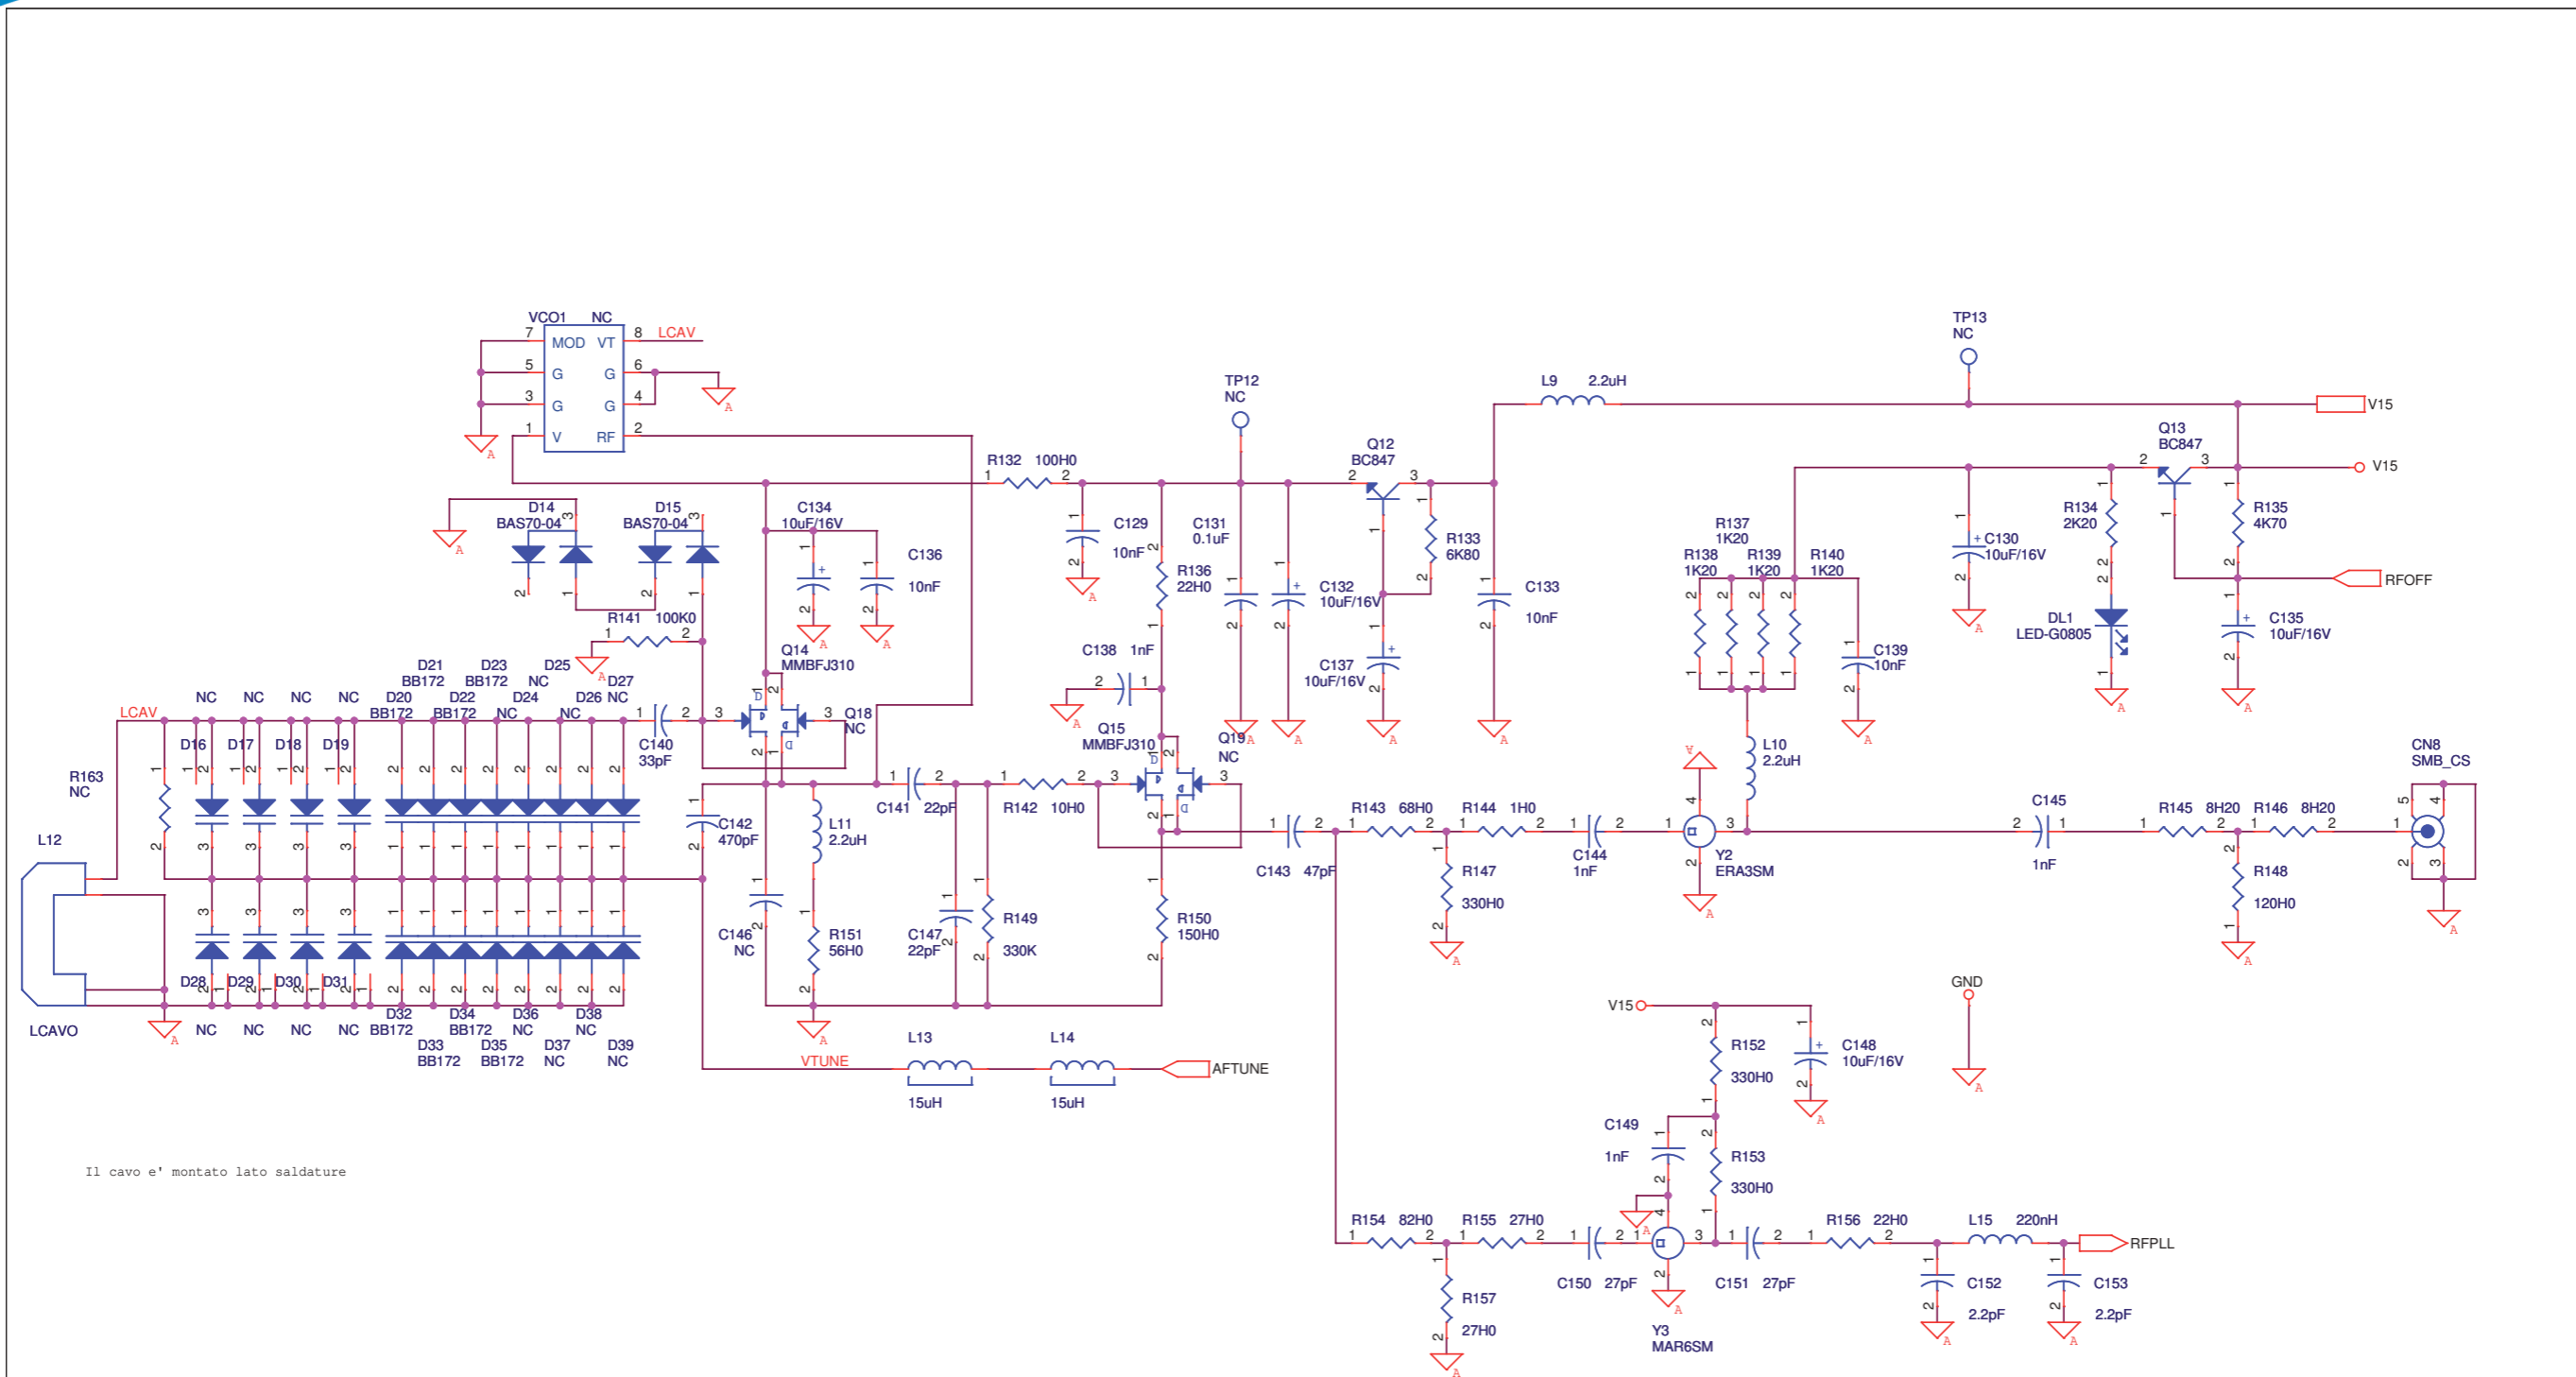 VCO1 NC
7 MOD VT 8 LCAV
5 G G 6
3 G G 4
1 V RF 2
A
A
TP12
NC
TP13
NC
L9 2.2uH
V15
Q13
BC847
V15
Q12
BC847
R132 100H0
D14
BAS70-04
D15
BAS70-04
A
C134
10uF/16V
C136
10nF
C129
10nF
C131
0.1uF
R136
22H0
C132
10uF/16V
R133
6K80
C133
10nF
R137
1K20
R138
1K20
R139
1K20
R140
1K20
C130
10uF/16V
R134
2K20
R135
4K70
RFOFF
DL1
LED-G0805
C135
10uF/16V
R141 100K0
Q14
MMBFJ310
C138 1nF
C137
10uF/16V
C139
10nF
D21
BB172
D23
BB172
D25
NC
D27
NC
NC NC NC NC
D20
BB172
D22
BB172
D24
NC
D26
NC
LCAV
D16 D17 D18 D19
C140
33pF
Q18
NC
Q15
MMBFJ310
Q19
NC
L10
2.2uH
CN8
SMB_CS
R163
NC
L12
C142
470pF
L11
2.2uH
C141 22pF
R142 10H0
R143 68H0
R144 1H0
C145
1nF
R145 8H20
R146 8H20
C143 47pF
C144
1nF
Y2
ERA3SM
R147
330H0
R148
120H0
C146
NC
R151
56H0
C147
22pF
R149
330K
R150
150H0
D28 D29 D30 D31
LCAVO
NC NC NC NC
D32
BB172
D34
BB172
D36
NC
D38
NC
D33
BB172
D35
BB172
D37
NC
D39
NC
VTUNE
L13
15uH
L14
15uH
AFTUNE
V15
GND
R152
330H0
C148
10uF/16V
C149
1nF
R153
330H0
Il cavo e' montato lato saldature
R154 82H0
R155 27H0
R156 22H0
L15 220nH
RFPLL
C150 27pF
C151 27pF
C152
2.2pF
C153
2.2pF
R157
27H0
Y3
MAR6SM